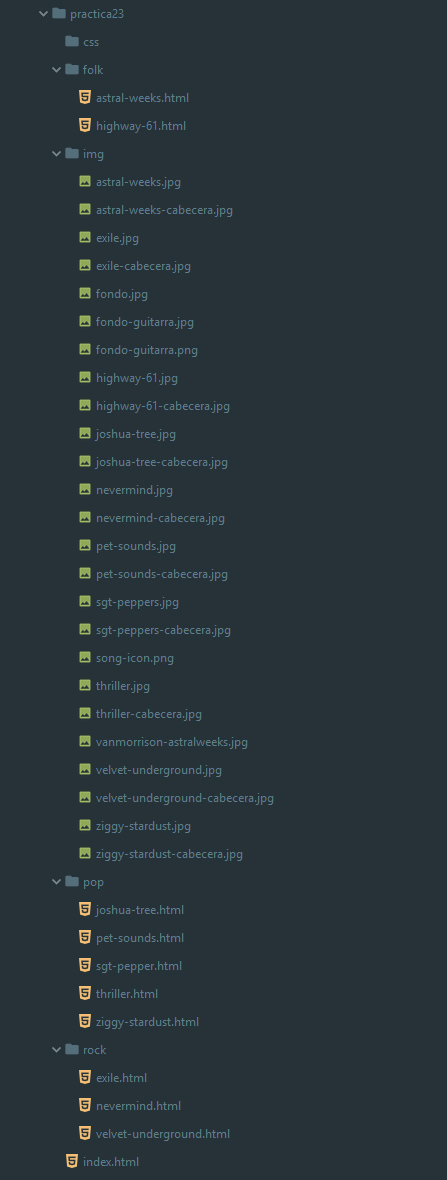 practica23
css
folk
astral-weeks.html
highway-61.html
img
astral-weeks.jpg
astral-weeks-cabecera.jpg
exile.jpg
exile-cabecera.jpg
fondo.jpg
fondo-guitarra.jpg
fondo-guitarra.png
highway-61.jpg
highway-61-cabecera.jpg
joshua-tree.jpg
joshua-tree-cabecera.jpg
nevermind.jpg
nevermind-cabecera.jpg
pet-sounds.jpg
pet-sounds-cabecera.jpg
sgt-peppers.jpg
sgt-peppers-cabecera.jpg
song-icon.png
thriller.jpg
thriller-cabecera.jpg
vanmorrison-astralweeks.jpg
velvet-underground.jpg
velvet-underground-cabecera.jpg
ziggy-stardust.jpg
ziggy-stardust-cabecera.jpg
pop
joshua-tree.html
pet-sounds.html
sgt-pepper.html
thriller.html
ziggy-stardust.html
rock
exile.html
nevermind.html
velvet-underground.html
index.html